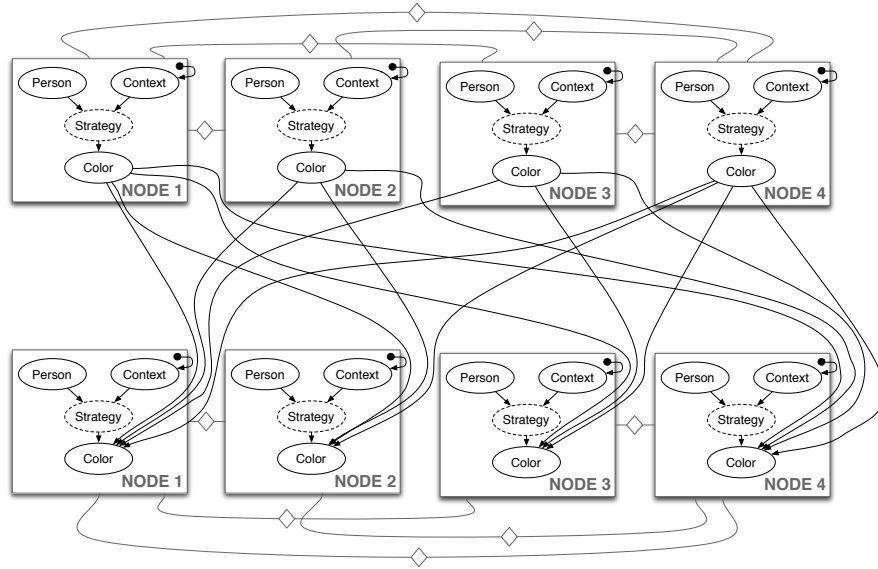 Person Context
Strategy
Color
NODE 1
Person Context
Strategy
Color
NODE 2
Person Context
Strategy
Color
NODE 3
Person Context
Strategy
Color
NODE 4
Person Context
Strategy
Color
NODE 1
Person Context
Strategy
Color
NODE 2
Person Context
Strategy
Color
NODE 3
Person Context
Strategy
Color
NODE 4